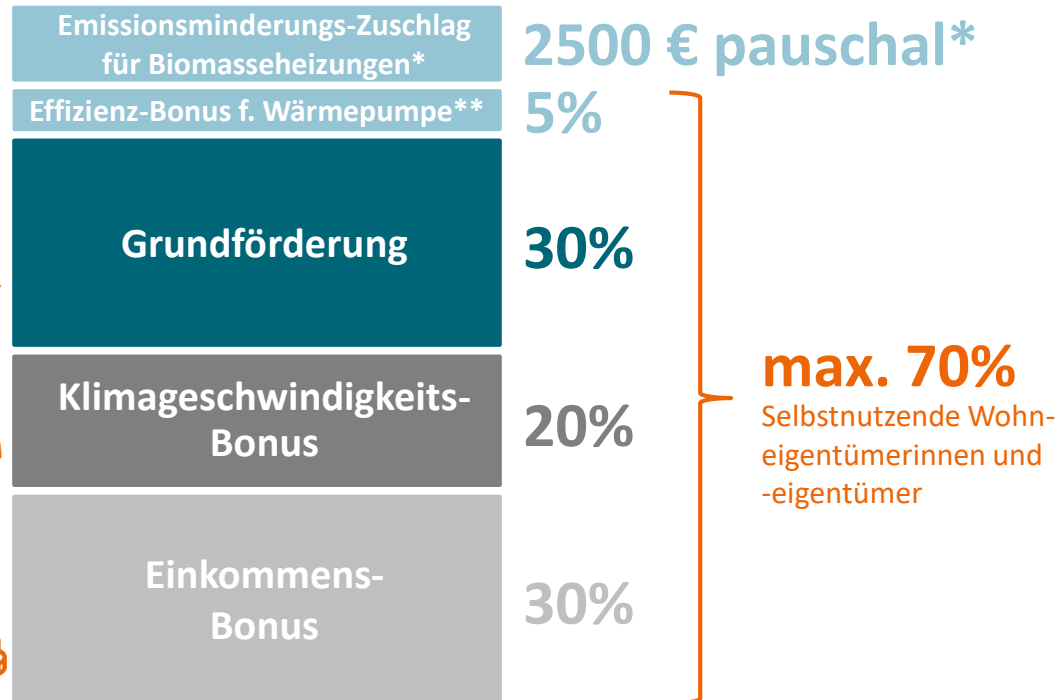 Emissionsminderungs-Zuschlag
für Biomasseheizungen*
2500 € pauschal*
Effizienz-Bonus f. Wärmepumpe**
5%
Grundförderung
30%
Klimageschwindigkeits-
Bonus
20%
Einkommens-
Bonus
30%
max. 70%
Selbstnutzende Wohn-
eigentümerinnen und
-eigentümer